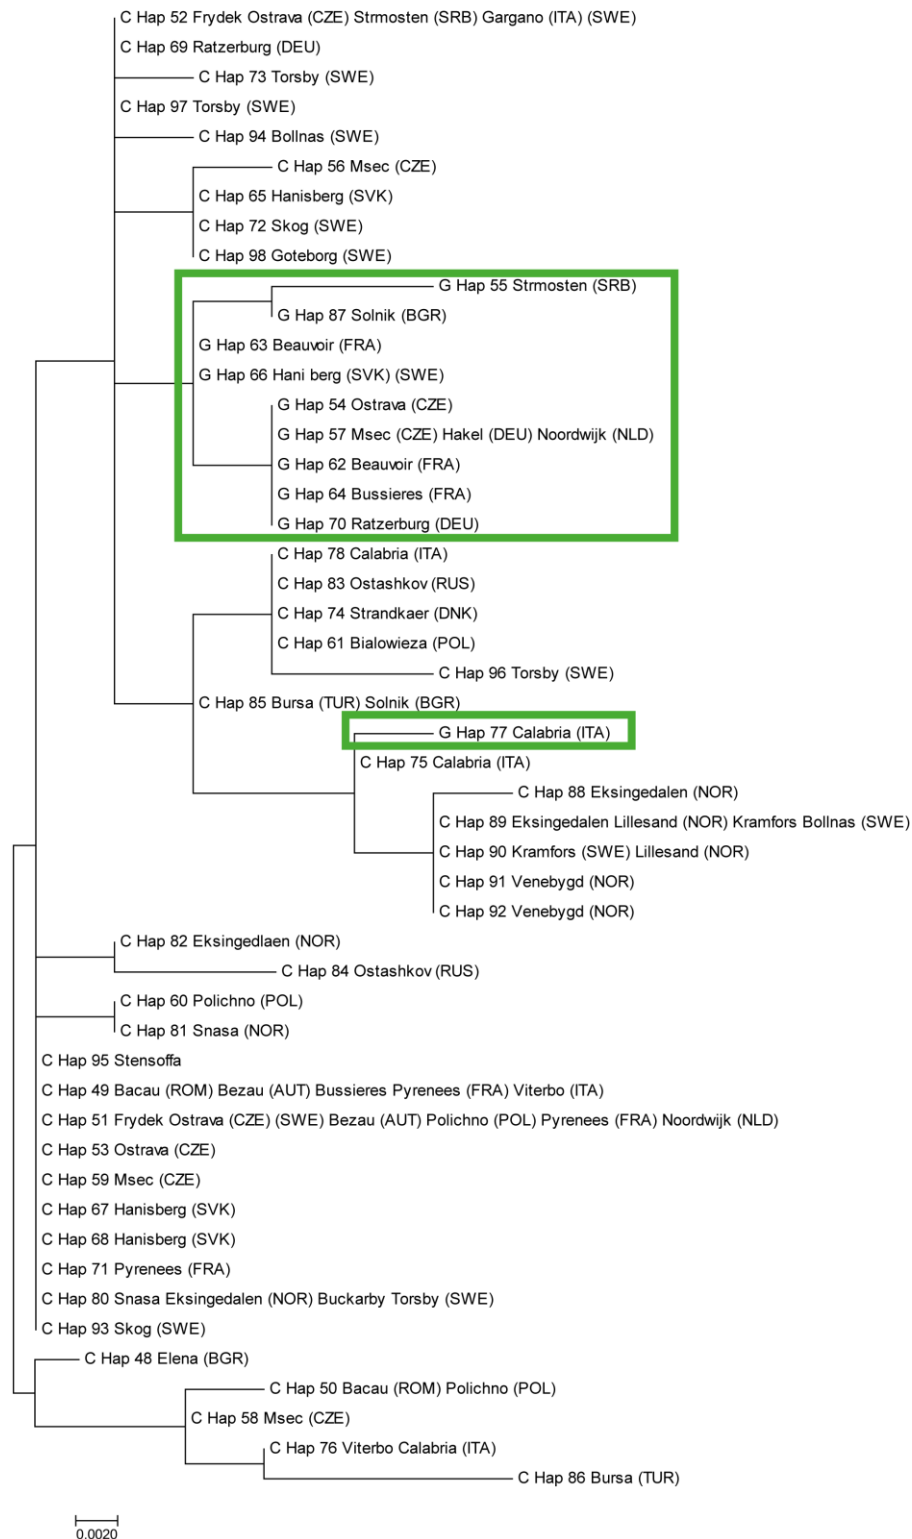 C Hap 52 Frydek Ostrava (CZE) Strmosten (SRB) Gargano (ITA) (SWE)
C Hap 69 Ratzerburg (DEU)
C Hap 73 Torsby (SWE)
C Hap 97 Torsby (SWE)
C Hap 94 Bollnas (SWE)
C Hap 56 Msec (CZE)
C Hap 65 Hanisberg (SVK)
C Hap 72 Skog (SWE)
C Hap 98 Goteborg (SWE)
G Hap 55 Strmosten (SRB)
G Hap 87 Solnik (BGR)
G Hap 63 Beauvoir (FRA)
G Hap 66 Hani berg (SVK) (SWE)
G Hap 54 Ostrava (CZE)
G Hap 57 Msec (CZE) Hakel (DEU) Noordwijk (NLD)
G Hap 62 Beauvoir (FRA)
G Hap 64 Bussieres (FRA)
G Hap 70 Ratzerburg (DEU)
C Hap 78 Calabria (ITA)
C Hap 83 Ostashkov (RUS)
C Hap 74 Strandkaer (DNK)
C Hap 61 Bialowieza (POL)
C Hap 96 Torsby (SWE)
C Hap 85 Bursa (TUR) Solnik (BGR)
G Hap 77 Calabria (ITA)
C Hap 75 Calabria (ITA)
C Hap 88 Eksingedalen (NOR)
C Hap 89 Eksingedalen Lillesand (NOR) Kramfors Bollnas (SWE)
C Hap 90 Kramfors (SWE) Lillesand (NOR)
C Hap 91 Venebygd (NOR)
C Hap 92 Venebygd (NOR)
C Hap 82 Eksingedlaen (NOR)
C Hap 84 Ostashkov (RUS)
C Hap 60 Polichno (POL)
C Hap 81 Snasa (NOR)
C Hap 95 Stensoffa
C Hap 49 Bacau (ROM) Bezau (AUT) Bussieres Pyrenees (FRA) Viterbo (ITA)
C Hap 51 Frydek Ostrava (CZE) (SWE) Bezau (AUT) Polichno (POL) Pyrenees (FRA) Noordwijk (NLD)
C Hap 53 Ostrava (CZE)
C Hap 59 Msec (CZE)
C Hap 67 Hanisberg (SVK)
C Hap 68 Hanisberg (SVK)
C Hap 71 Pyrenees (FRA)
C Hap 80 Snasa Eksingedalen (NOR) Buckarby Torsby (SWE)
C Hap 93 Skog (SWE)
C Hap 48 Elena (BGR)
C Hap 50 Bacau (ROM) Polichno (POL)
C Hap 58 Msec (CZE)
C Hap 76 Viterbo Calabria (ITA)
C Hap 86 Bursa (TUR)
0.0020